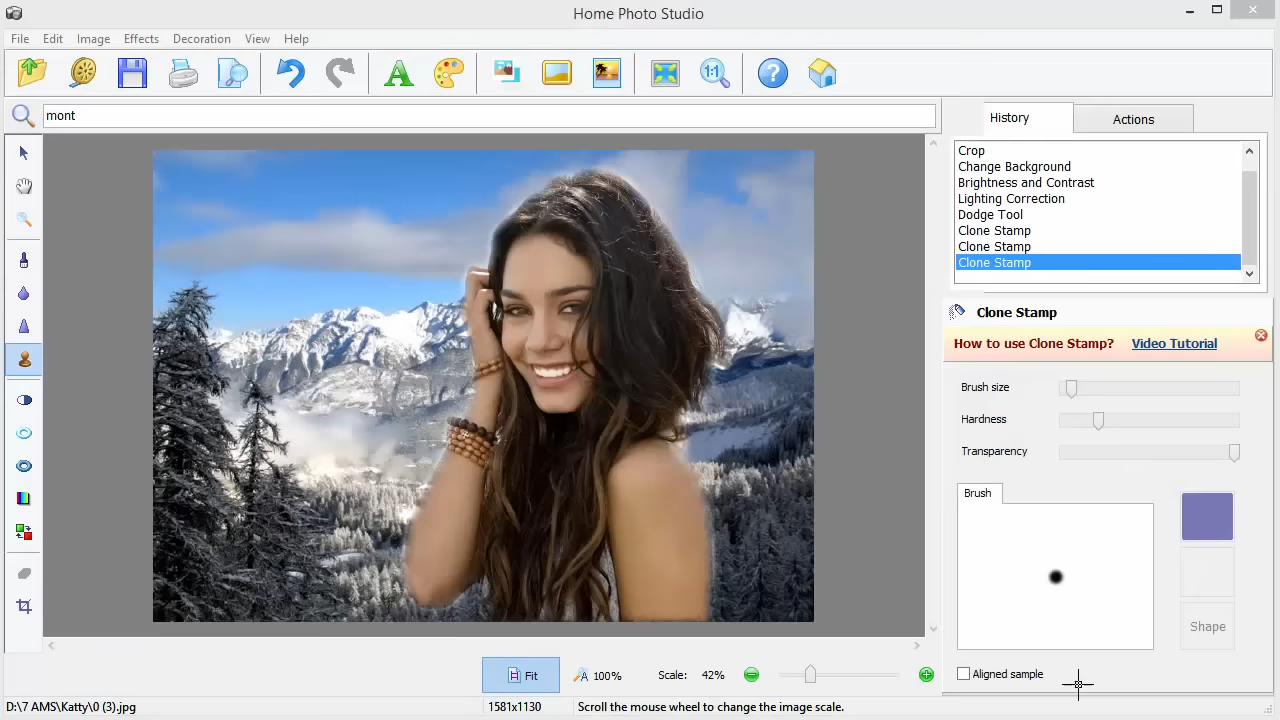 Home Photo Studio
File Edit Image Effects Decoration View Help
1:1
mont
History Actions
Crop
Change Background
Brightness and Contrast
Lighting Correction
Dodge Tool
Clone Stamp
Clone Stamp
Clone Stamp
Clone Stamp
How to use Clone Stamp? Video Tutorial
Brush size
Hardness
Transparency
Brush
Shape
Aligned sample
Fit 100% Scale: 42%
D:\7 AMS\Katty\0 (3).jpg 1581x1130 Scroll the mouse wheel to change the image scale.